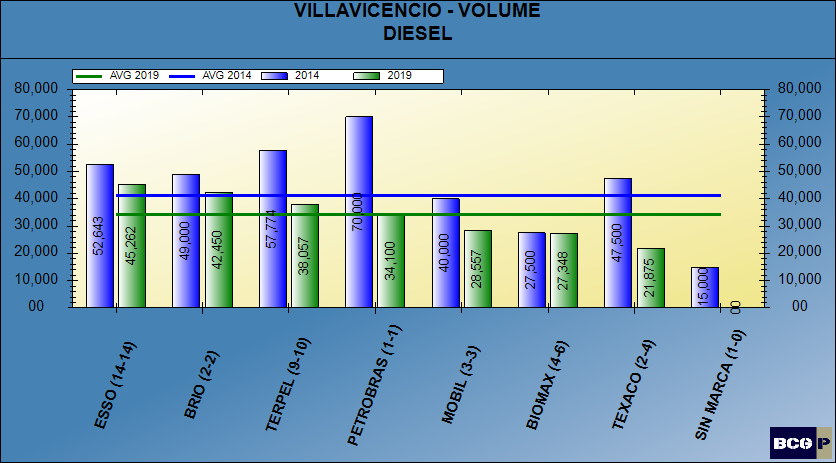 VILLAVICENCIO - VOLUME
DIESEL
AVG 2019 AVG 2014 2014 2019
80,000 80,000
70,000 70,000
60,000 60,000
50,000 50,000
40,000 40,000
30,000 30,000
20,000 20,000
10,000 10,000
00 00
52,643 45,262 49,000 42,450 57,774 38,057 70,000 34,100 40,000 28,557 27,500 27,348 47,500 21,875 15,000 00
ESSO (14-14) BRIO (2-2) TERPEL (9-10) PETROBRAS (1-1) MOBIL (3-3) BIOMAX (4-6) TEXACO (2-4) SIN MARCA (1-0)
BCO P